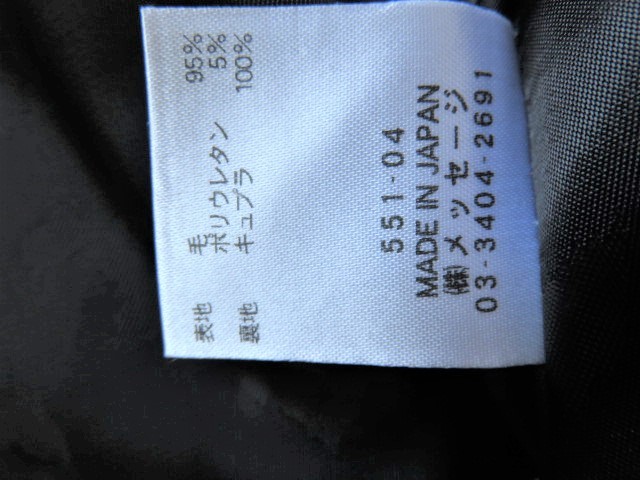 表地 毛 95%
ポリウレタン 5%
裏地 キュプラ 100%
551-04
MADE IN JAPAN
㈱メッセージ
03-3404-2691